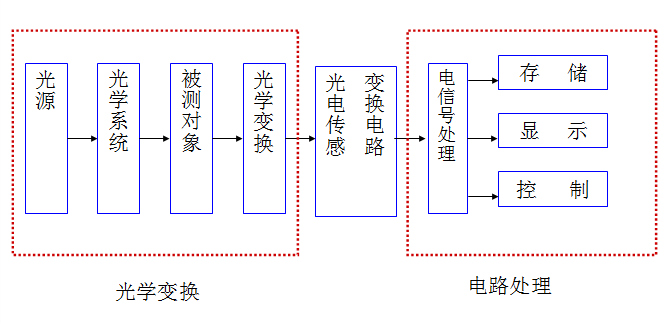 光源
光学系统
被测对象
光学变换
光电传感
变换电路
电信号处理
存 储
显 示
控 制
光学变换
电路处理